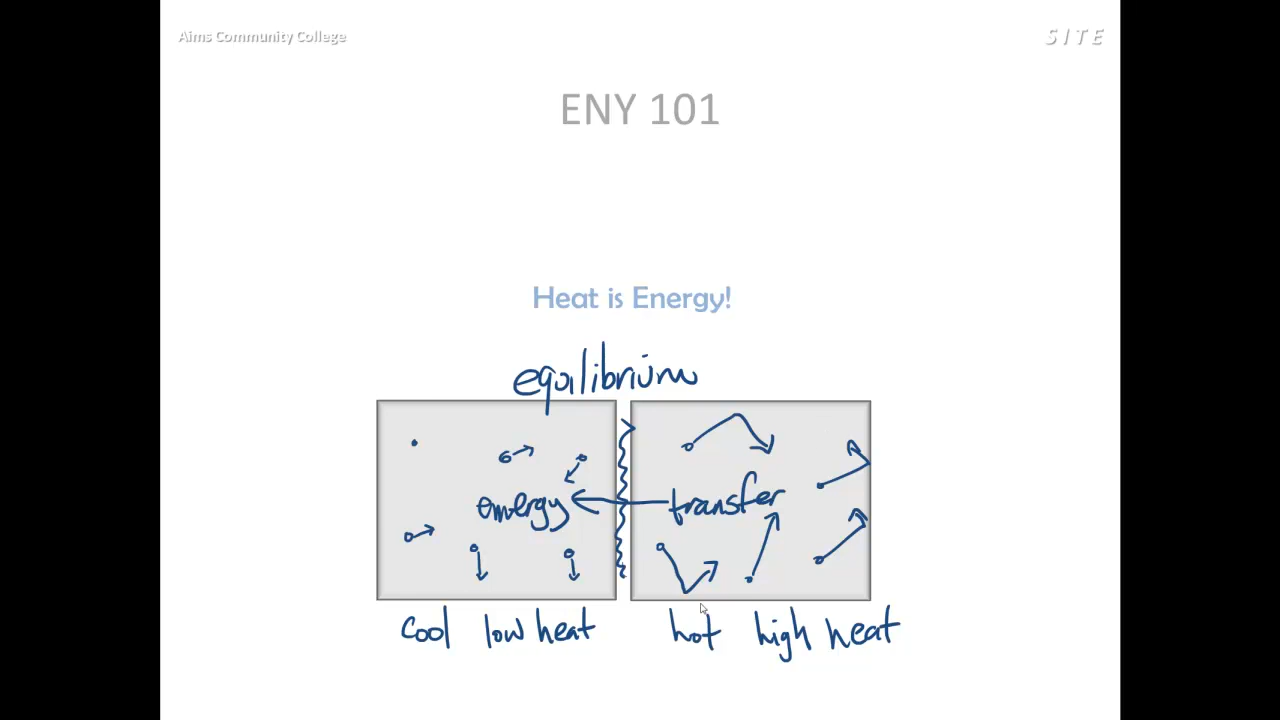 Aims Community College
SITE
ENY 101
Heat is Energy!
equilibrium
energy transfer
cool low heat hot high heat